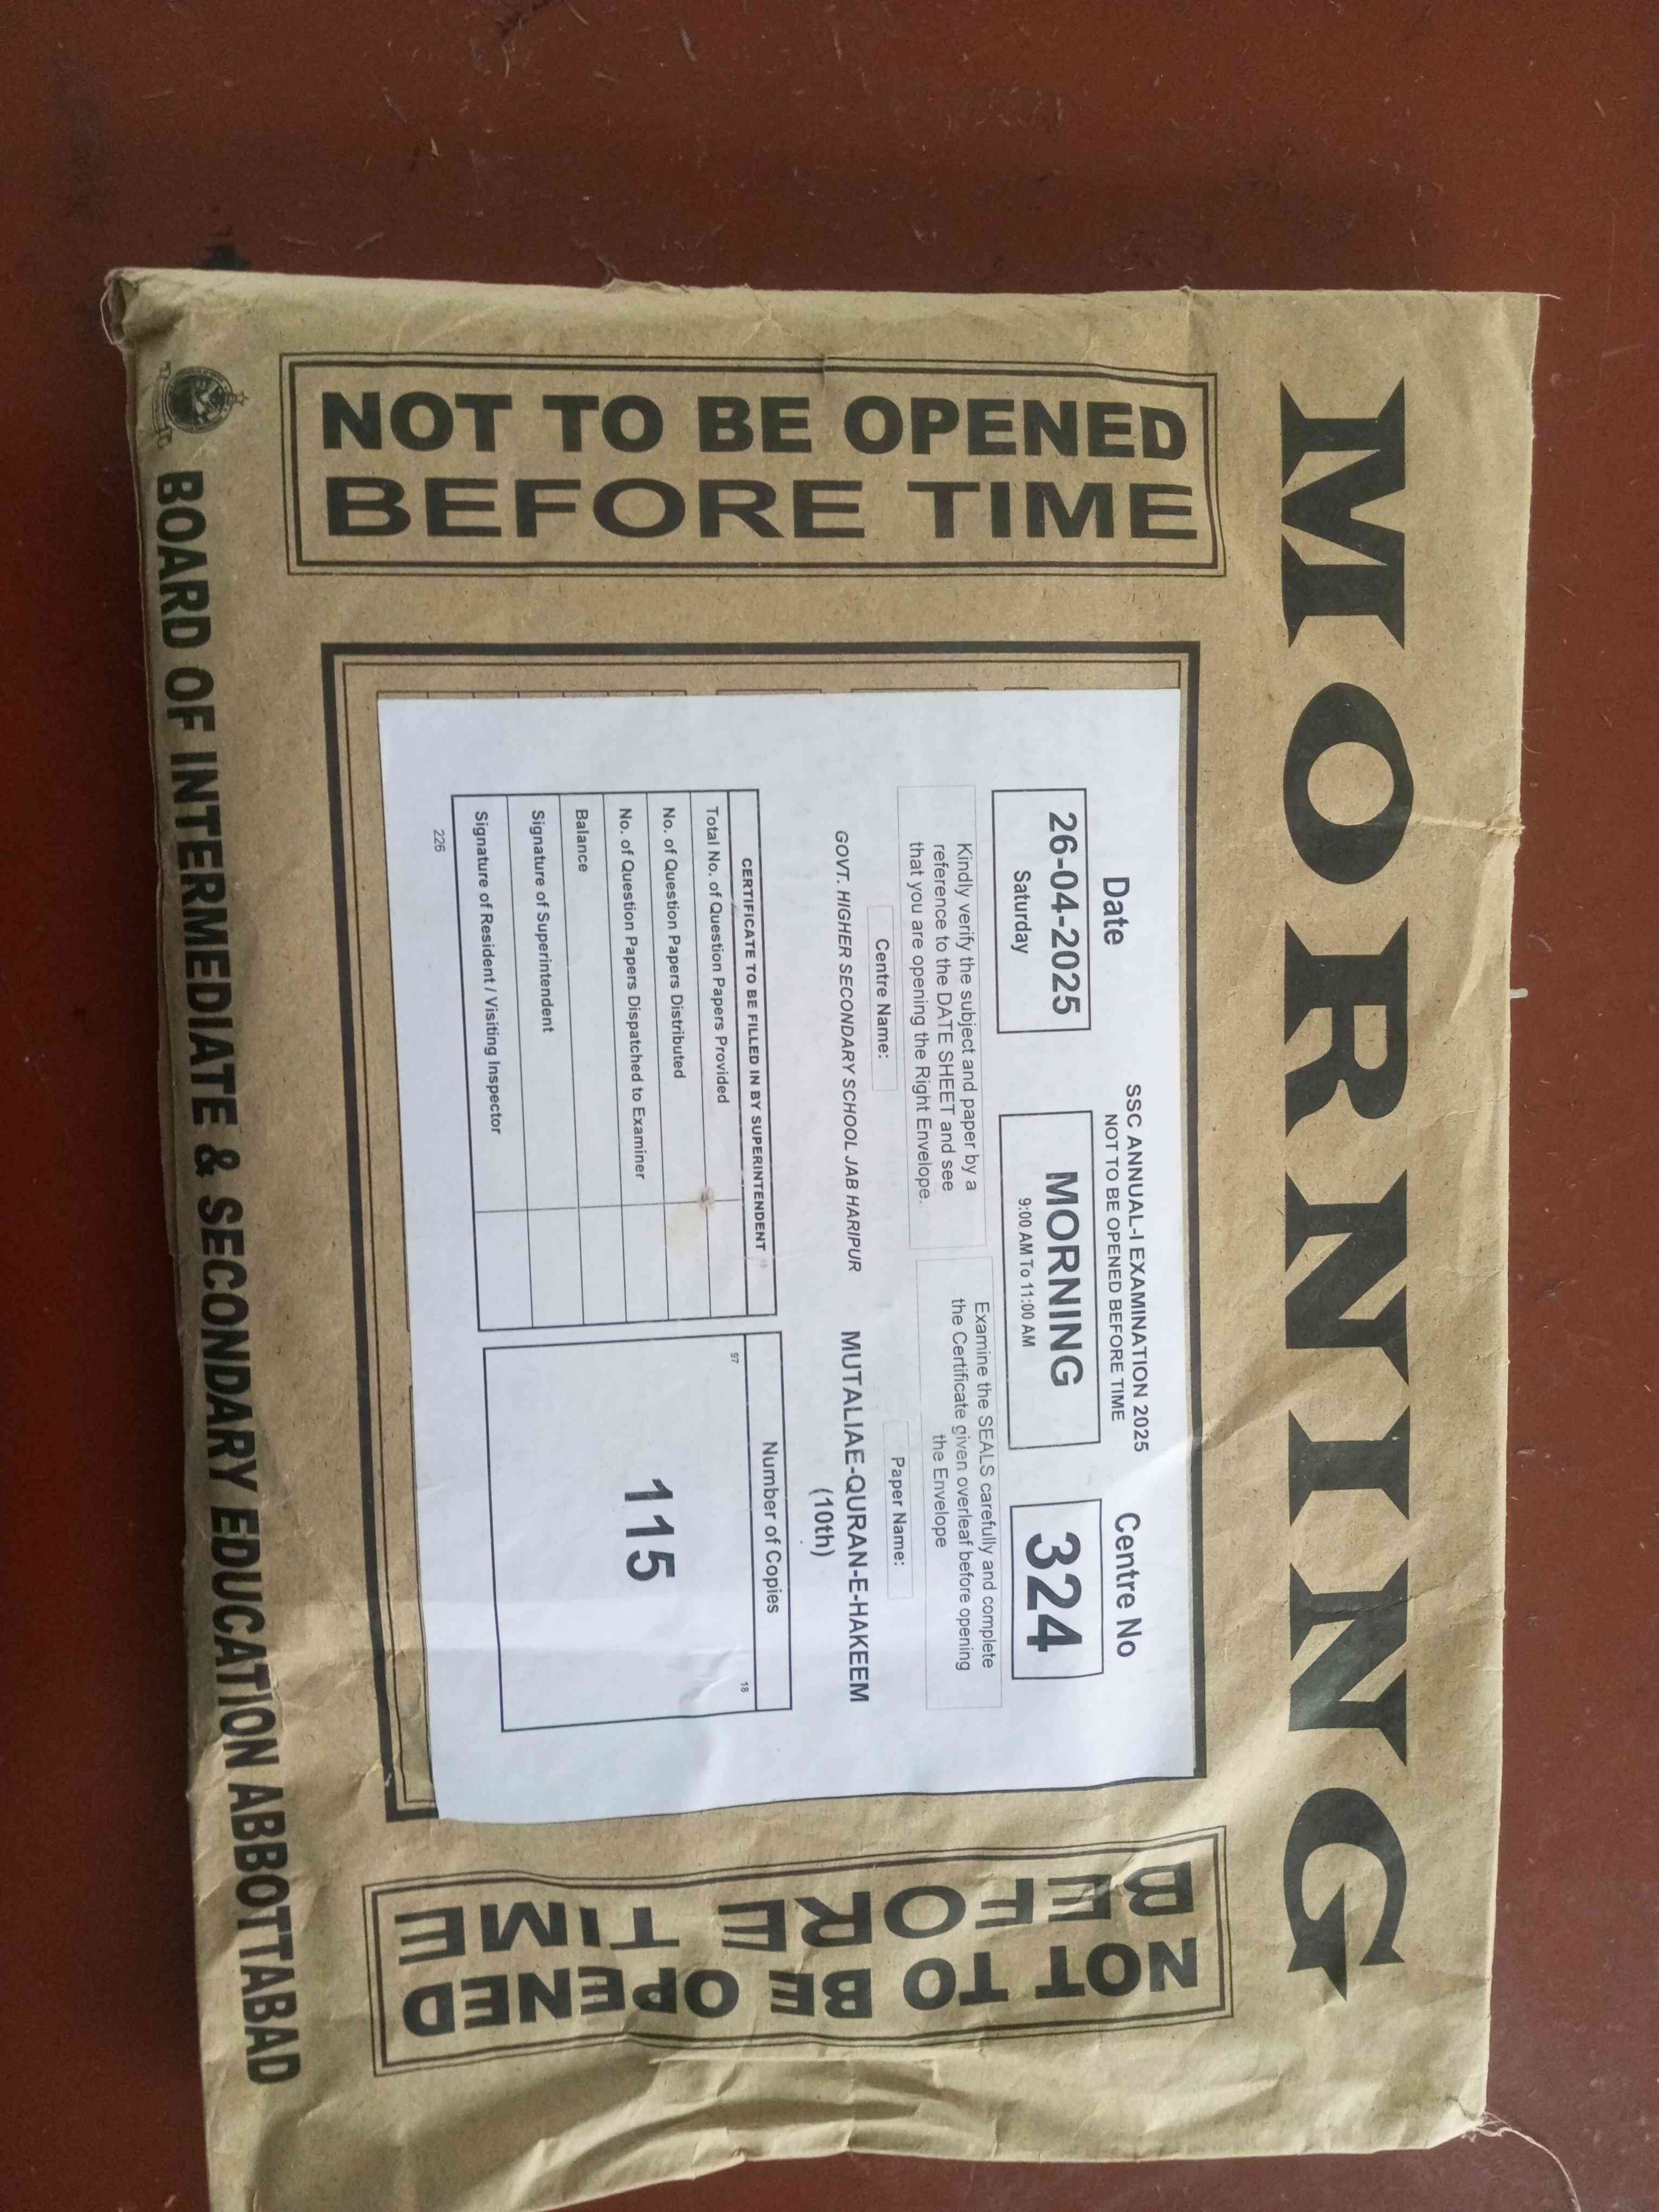 MORNING
NOT TO BE OPENED
BEFORE TIME
SSC ANNUAL-I EXAMINATION 2025
NOT TO BE OPENED BEFORE TIME
Date
26-04-2025
Saturday
MORNING
9:00 AM To 11:00 AM
Centre No
324
Kindly verify the subject and paper by a
reference to the DATE SHEET and see
that you are opening the Right Envelope.
Examine the SEALS carefully and complete
the Certificate given overleaf before opening
the Envelope
Centre Name:
GOVT. HIGHER SECONDARY SCHOOL JAB HARIPUR
Paper Name:
MUTALIAE-QURAN-E-HAKEEM
(10th)
CERTIFICATE TO BE FILLED IN BY SUPERINTENDENT
Total No. of Question Papers Provided
No. of Question Papers Distributed
No. of Question Papers Dispatched to Examiner
Balance
Signature of Superintendent
Signature of Resident / Visiting Inspector
226
Number of Copies
97
18
115
NOT TO BE OPENED
BEFORE TIME
BOARD OF INTERMEDIATE & SECONDARY EDUCATION ABBOTTABAD